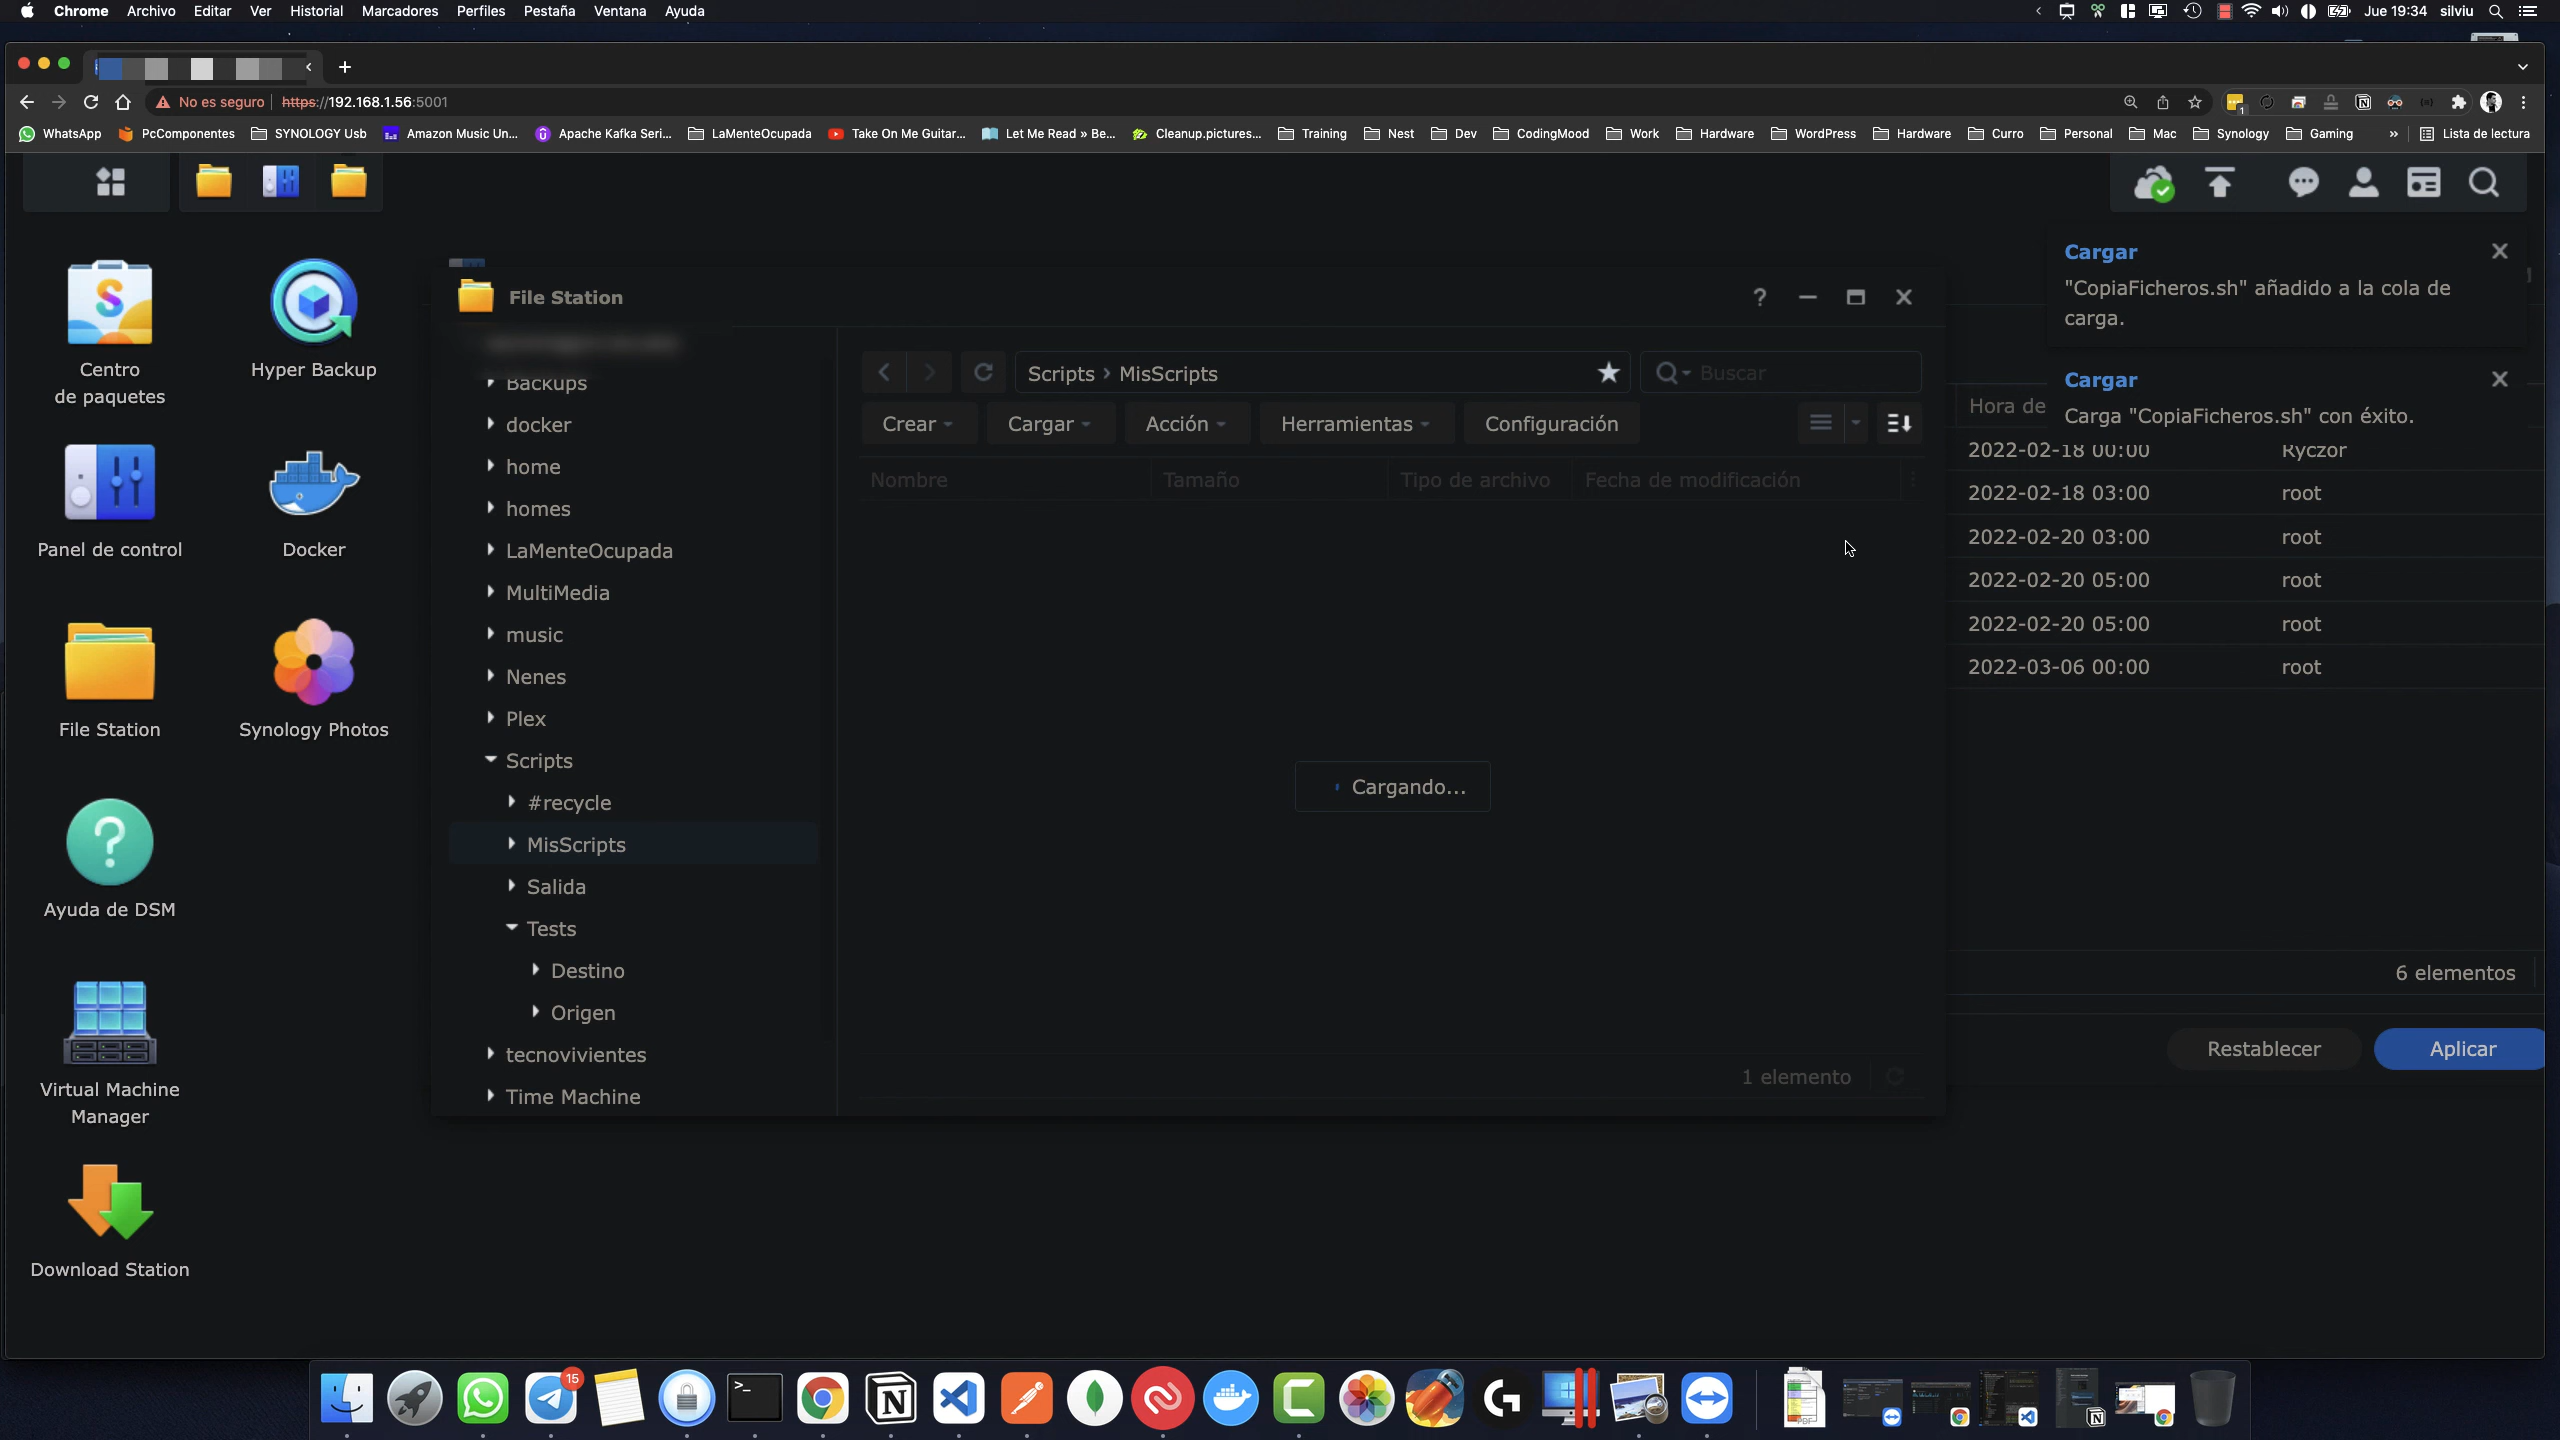 Chrome Archivo Editar Ver Historial Marcadores Perfiles Pestaña Ventana Ayuda
Jue 19:34 silviu
No es seguro https://192.168.1.56:5001
WhatsApp PcComponentes SYNOLOGY Usb Amazon Music Un... Apache Kafka Seri... LaMenteOcupada Take On Me Guitar... Let Me Read » Be... Cleanup.pictures... Training Nest Dev CodingMood Work Hardware WordPress Hardware Curro Personal Mac Synology Gaming » Lista de lectura
Centro
de paquetes
Hyper Backup
Panel de control
Docker
File Station
Synology Photos
Ayuda de DSM
Virtual Machine
Manager
Download Station
File Station
Backups
docker
home
homes
LaMenteOcupada
MultiMedia
music
Nenes
Plex
Scripts
#recycle
MisScripts
Salida
Tests
Destino
Origen
tecnovivientes
Time Machine
Scripts › MisScripts
Buscar
Crear Cargar Acción Herramientas Configuración
Nombre Tamaño Tipo de archivo Fecha de modificación
Cargando...
1 elemento
Cargar
"CopiaFicheros.sh" añadido a la cola de
carga.
Cargar
Carga "CopiaFicheros.sh" con éxito.
Hora de
2022-02-18 00:00 Ryczor
2022-02-18 03:00 root
2022-02-20 03:00 root
2022-02-20 05:00 root
2022-02-20 05:00 root
2022-03-06 00:00 root
6 elementos
Restablecer Aplicar
15